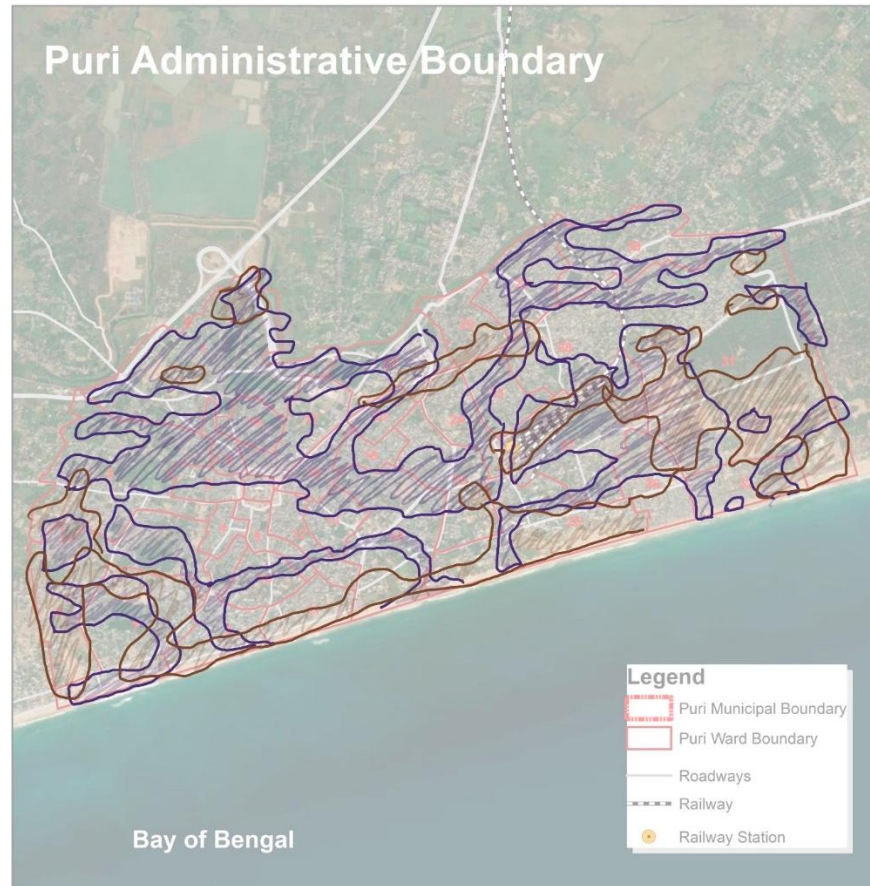 Puri Administrative Boundary
Legend
Puri Municipal Boundary
Puri Ward Boundary
Roadways
Railway
Railway Station
Bay of Bengal